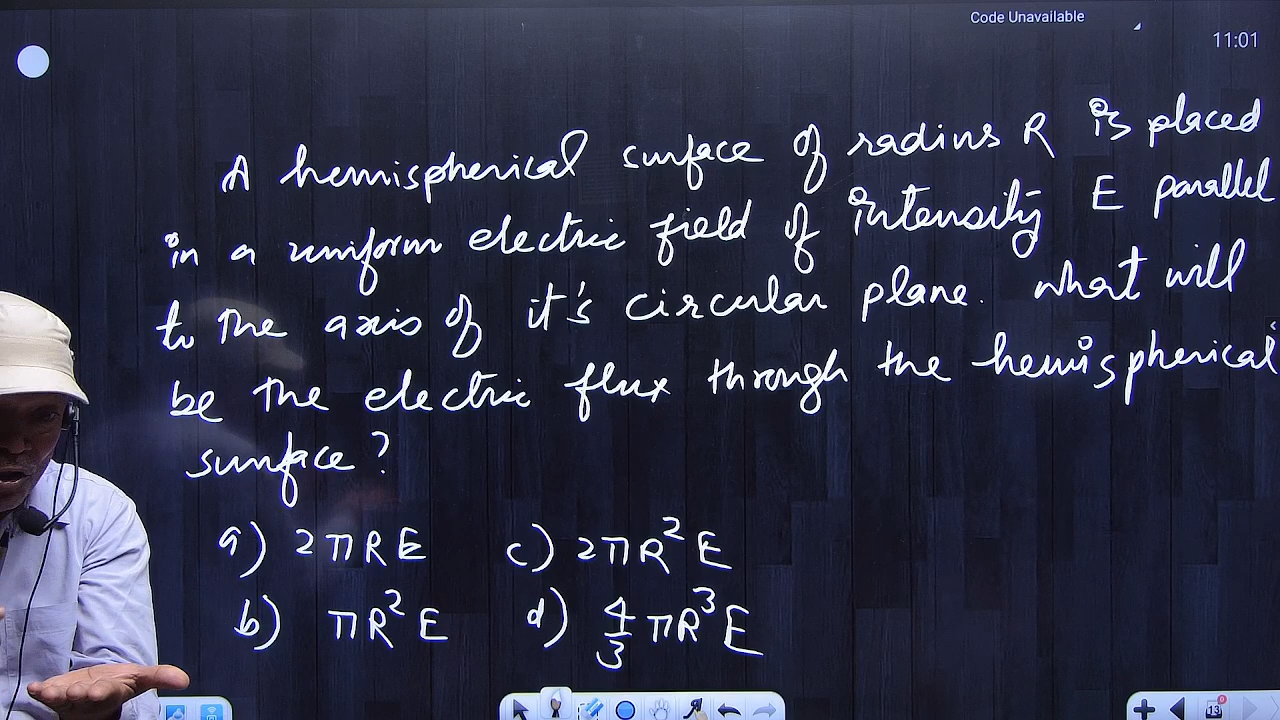 Code Unavailable
11:01
A hemispherical surface of radius R is placed
in a uniform electric field of intensity E parallel
to the axis of it's circular plane. what will
be the electric flux through the hemispherical
surface?
a) 2πRE c) 2πR²E
b) πR²E d) 4/3 πR³E
13